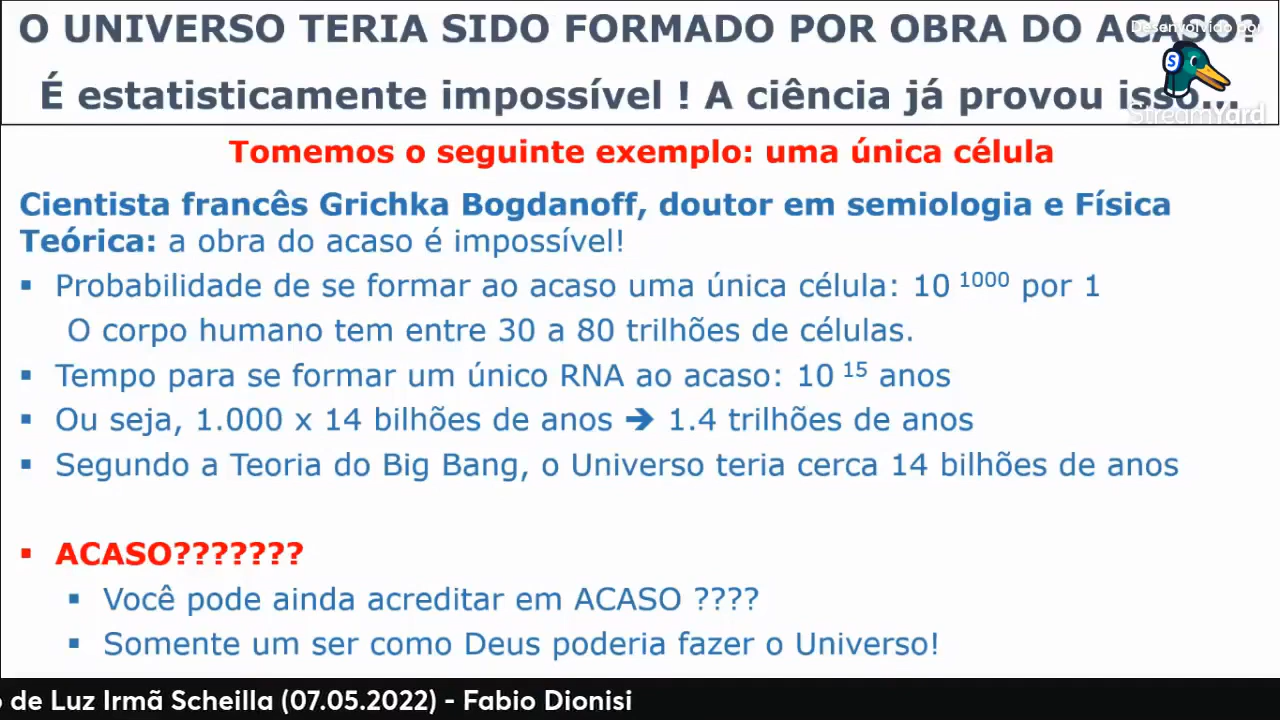 O UNIVERSO TERIA SIDO FORMADO POR OBRA DO ACASO?
Desenvolvido por
É estatisticamente impossível ! A ciência já provou isso...
StreamYard
Tomemos o seguinte exemplo: uma única célula
Cientista francês Grichka Bogdanoff, doutor em semiologia e Física
Teórica: a obra do acaso é impossível!
▪ Probabilidade de se formar ao acaso uma única célula: 10 ¹⁰⁰⁰ por 1
O corpo humano tem entre 30 a 80 trilhões de células.
▪ Tempo para se formar um único RNA ao acaso: 10 ¹⁵ anos
▪ Ou seja, 1.000 x 14 bilhões de anos ➔ 1.4 trilhões de anos
▪ Segundo a Teoria do Big Bang, o Universo teria cerca 14 bilhões de anos
▪ ACASO???????
▪ Você pode ainda acreditar em ACASO ????
▪ Somente um ser como Deus poderia fazer o Universo!
o de Luz Irmã Scheilla (07.05.2022) - Fabio Dionisi